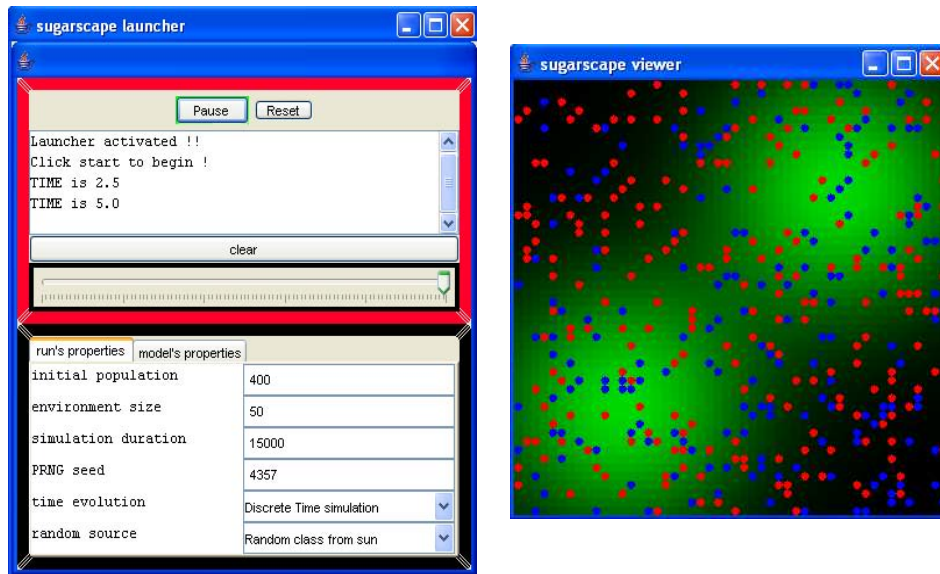 sugarscape launcher
Pause Reset
Launcher activated !!
Click start to begin !
TIME is 2.5
TIME is 5.0
clear
run's properties model's properties
initial population 400
environment size 50
simulation duration 15000
PRNG seed 4357
time evolution Discrete Time simulation
random source Random class from sun
sugarscape viewer